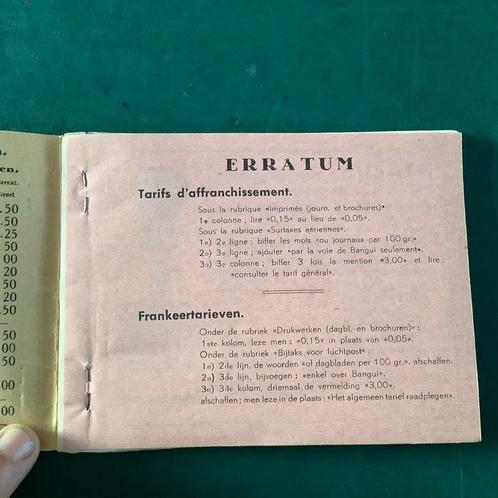 n.
en.
ereral.
dienst
.50
.50
.25
50
20
20
.50
—
00
50
50
—
.00
—
.00
ERRATUM
Tarifs d'affranchissement.
Sous la rubrique «Imprimés (journ. et brochures)» :
1e colonne ; lire «0,15» au lieu de «0,05».
Sous la rubrique «Surtaxes aériennes».
1o) 2e ligne ; biffer les mots «ou journaux par 100 gr.»
2o) 3e ligne ; ajouter «par la voie de Bangui seulement».
3o) 3e colonne ; biffer 3 fois la mention «3.00» et lire :
«consulter le tarif général».
Frankeertarieven.
Onder de rubriek «Drukwerken (dagbl. en brochuren)» :
1ste kolom, leze men : «0,15» in plaats van «0,05».
Onder de rubriek «Bijtaks voor luchtpost» :
1o) 2de lijn, de woorden «of dagbladen per 100 gr.». afschaffen.
2o) 3de lijn, bijvoegen : «enkel over Bangui».
3o) 3de kolom, driemaal de vermelding «3,00».
afschaffen ; men leze in de plaats : «Het algemeen tarief raadplegen».